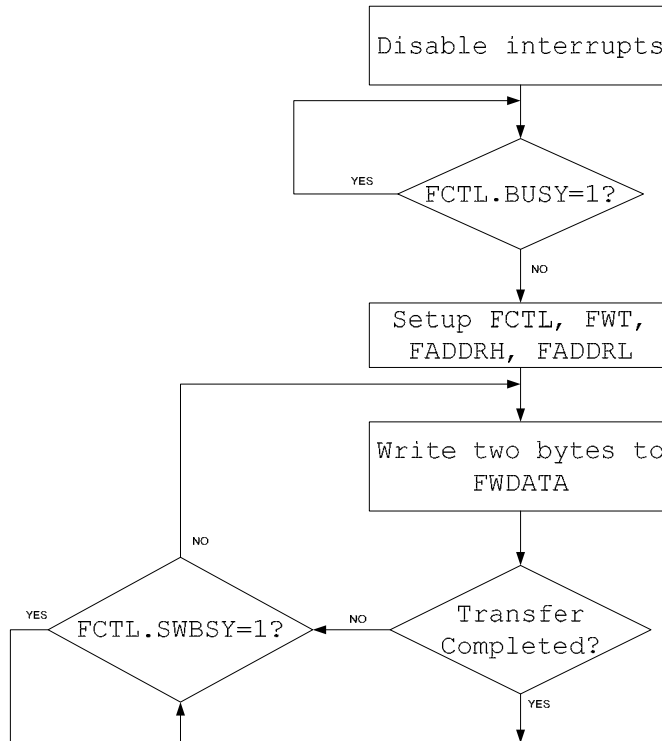 Disable interrupts
YES
FCTL.BUSY=1?
NO
Setup FCTL, FWT,
FADDRH, FADDRL
Write two bytes to
FWDATA
NO
YES
FCTL.SWBSY=1?
NO
Transfer
Completed?
YES